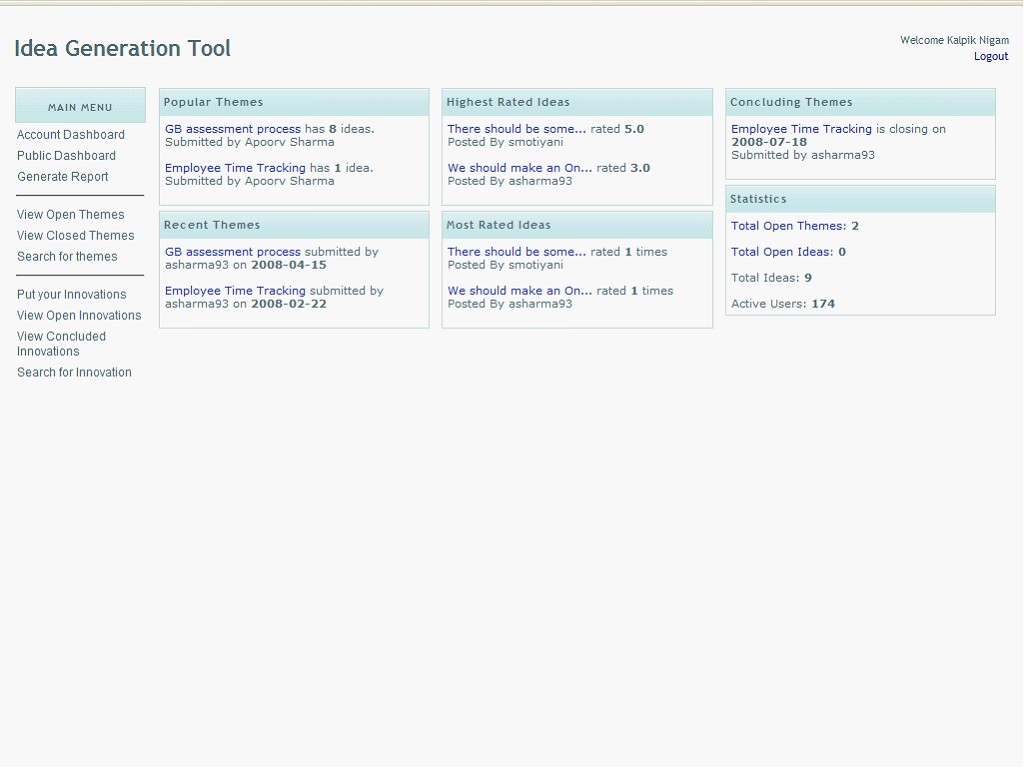 Idea Generation Tool
Welcome Kalpik Nigam
Logout
MAIN MENU
Account Dashboard
Public Dashboard
Generate Report
View Open Themes
View Closed Themes
Search for themes
Put your Innovations
View Open Innovations
View Concluded
Innovations
Search for Innovation
Popular Themes
GB assessment process has 8 ideas.
Submitted by Apoorv Sharma
Employee Time Tracking has 1 idea.
Submitted by Apoorv Sharma
Recent Themes
GB assessment process submitted by
asharma93 on 2008-04-15
Employee Time Tracking submitted by
asharma93 on 2008-02-22
Highest Rated Ideas
There should be some... rated 5.0
Posted By smotiyani
We should make an On... rated 3.0
Posted By asharma93
Most Rated Ideas
There should be some... rated 1 times
Posted By smotiyani
We should make an On... rated 1 times
Posted By asharma93
Concluding Themes
Employee Time Tracking is closing on
2008-07-18
Submitted by asharma93
Statistics
Total Open Themes: 2
Total Open Ideas: 0
Total Ideas: 9
Active Users: 174